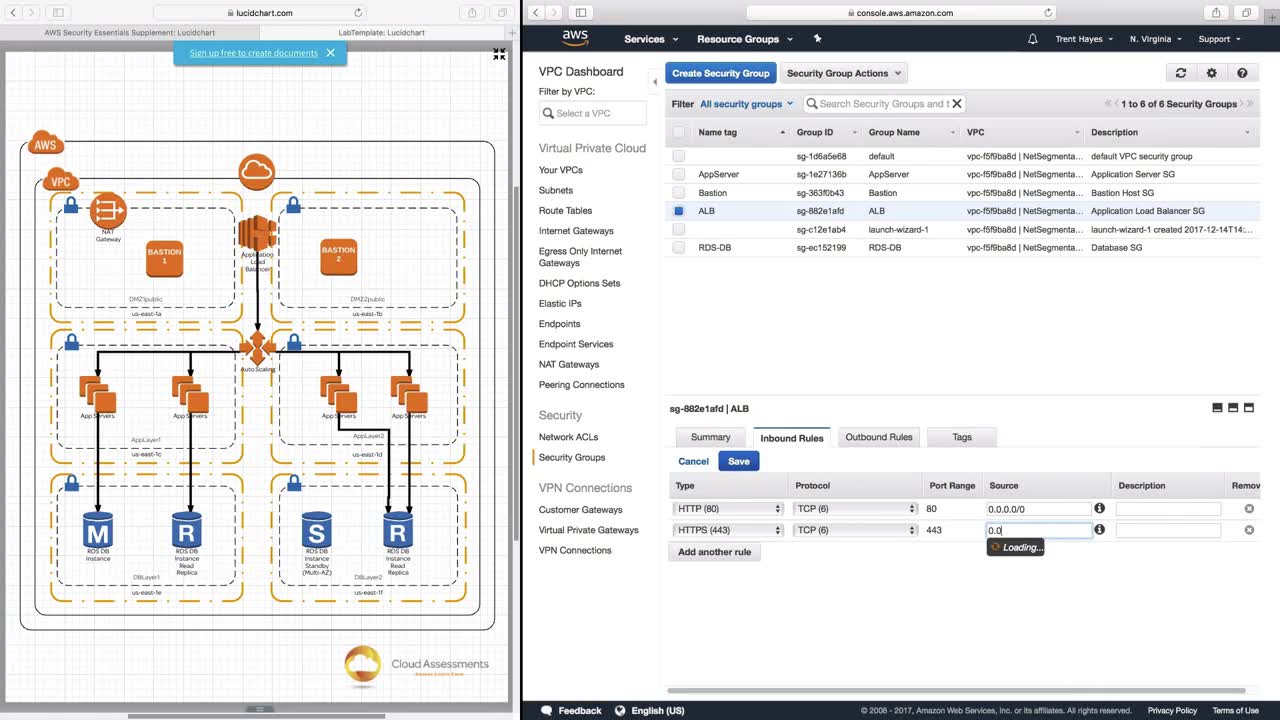 lucidchart.com
AWS Security Essentials Supplement: Lucidchart
LabTemplate: Lucidchart
Sign up free to create documents
AWS
VPC
NAT
Gateway
BASTION
1
Application
Load
Balancer
BASTION
2
DMZ1public
DMZ2public
us-east-1a
us-east-1b
Auto Scaling
App Servers
App Servers
App Servers
App Servers
AppLayer1
AppLayer2
us-east-1c
us-east-1d
M
R
S
R
RDS DB
Instance
RDS DB
Instance
Read
Replica
RDS DB
Instance
Standby
(Multi-AZ)
RDS DB
Instance
Read
Replica
DBLayer1
DBLayer2
us-east-1e
us-east-1f
Cloud Assessments
console.aws.amazon.com
aws
Services
Resource Groups
Trent Hayes
N. Virginia
Support
VPC Dashboard
Filter by VPC:
Select a VPC
Virtual Private Cloud
Your VPCs
Subnets
Route Tables
Internet Gateways
Egress Only Internet
Gateways
DHCP Options Sets
Elastic IPs
Endpoints
Endpoint Services
NAT Gateways
Peering Connections
Security
Network ACLs
Security Groups
VPN Connections
Customer Gateways
Virtual Private Gateways
VPN Connections
Create Security Group
Security Group Actions
Filter All security groups
Search Security Groups and t
1 to 6 of 6 Security Groups
Name tag Group ID Group Name VPC Description
sg-1d6a5e68 default vpc-f5f9ba8d | NetSegmenta... default VPC security group
AppServer sg-1e27136b AppServer vpc-f5f9ba8d | NetSegmenta... Application Server SG
Bastion sg-363f0b43 Bastion vpc-f5f9ba8d | NetSegmenta... Bastion Host SG
ALB sg-882e1afd ALB vpc-f5f9ba8d | NetSegmenta... Application Load Balancer SG
sg-c12e1ab4 launch-wizard-1 vpc-f5f9ba8d | NetSegmenta... launch-wizard-1 created 2017-12-14T14:...
RDS-DB sg-ec152199 RDS-DB vpc-f5f9ba8d | NetSegmenta... Database SG
sg-882e1afd | ALB
Summary
Inbound Rules
Outbound Rules
Tags
Cancel
Save
Type Protocol Port Range Source Description Remov
HTTP (80) TCP (6) 80 0.0.0.0/0
HTTPS (443) TCP (6) 443 0.0
Loading...
Add another rule
Feedback
English (US)
© 2008 - 2017, Amazon Web Services, Inc. or its affiliates. All rights reserved.
Privacy Policy
Terms of Use